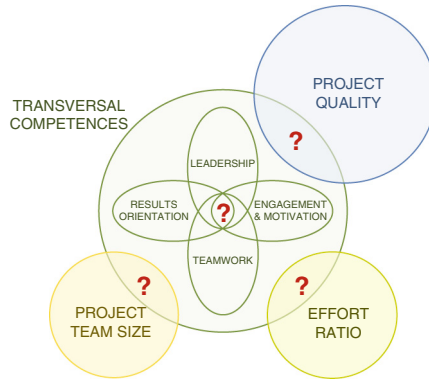 PROJECT
QUALITY
TRANSVERSAL
COMPETENCES
?
LEADERSHIP
RESULTS
ORIENTATION
?
ENGAGEMENT
& MOTIVATION
TEAMWORK
?
?
PROJECT
TEAM SIZE
EFFORT
RATIO